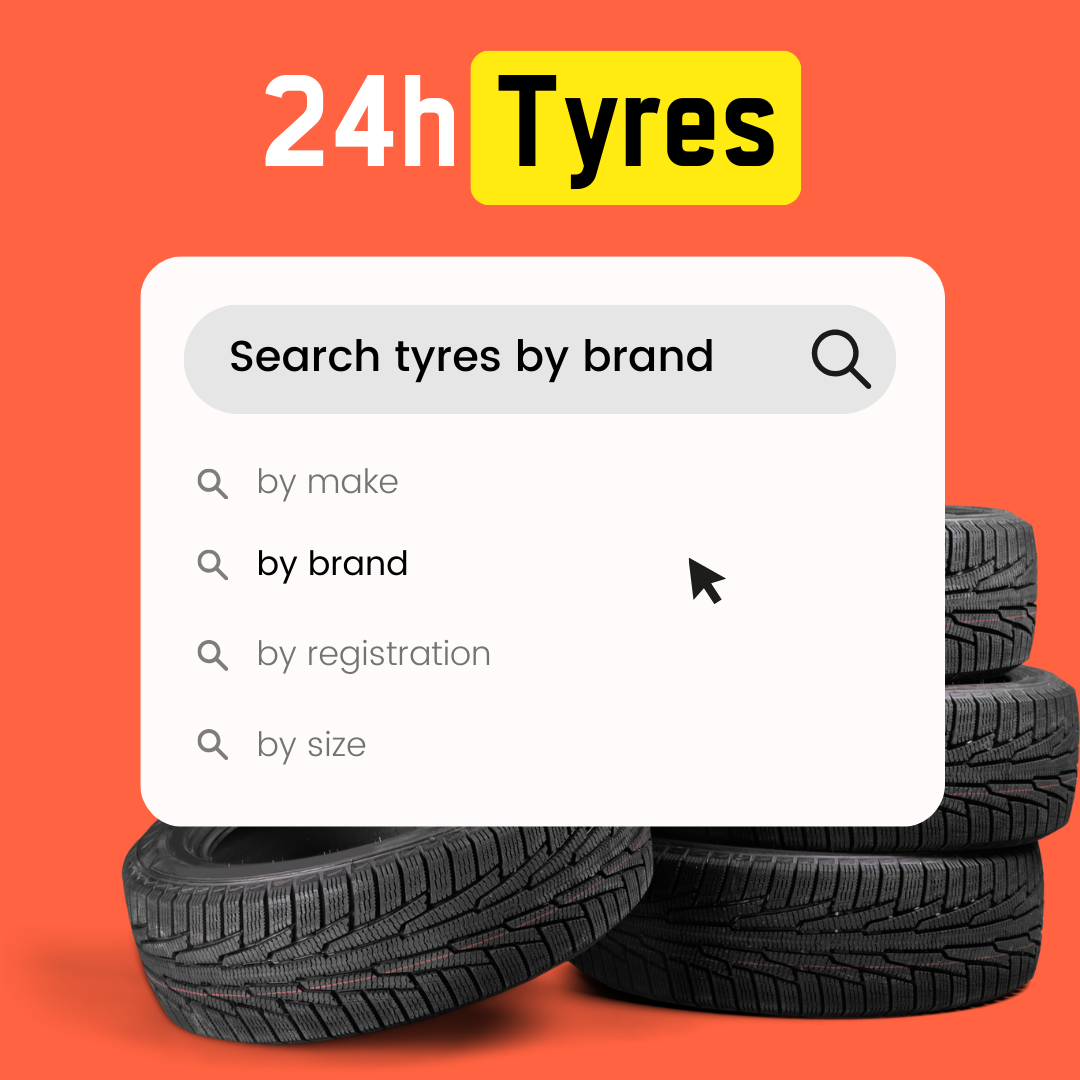 24h Tyres
Search tyres by brand
by make
by brand
by registration
by size